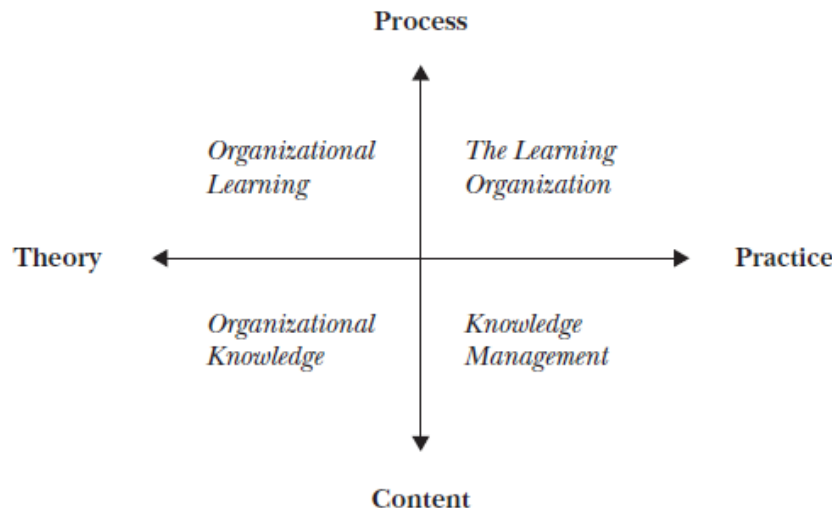 Process
Organizational
Learning
The Learning
Organization
Theory
Practice
Organizational
Knowledge
Knowledge
Management
Content